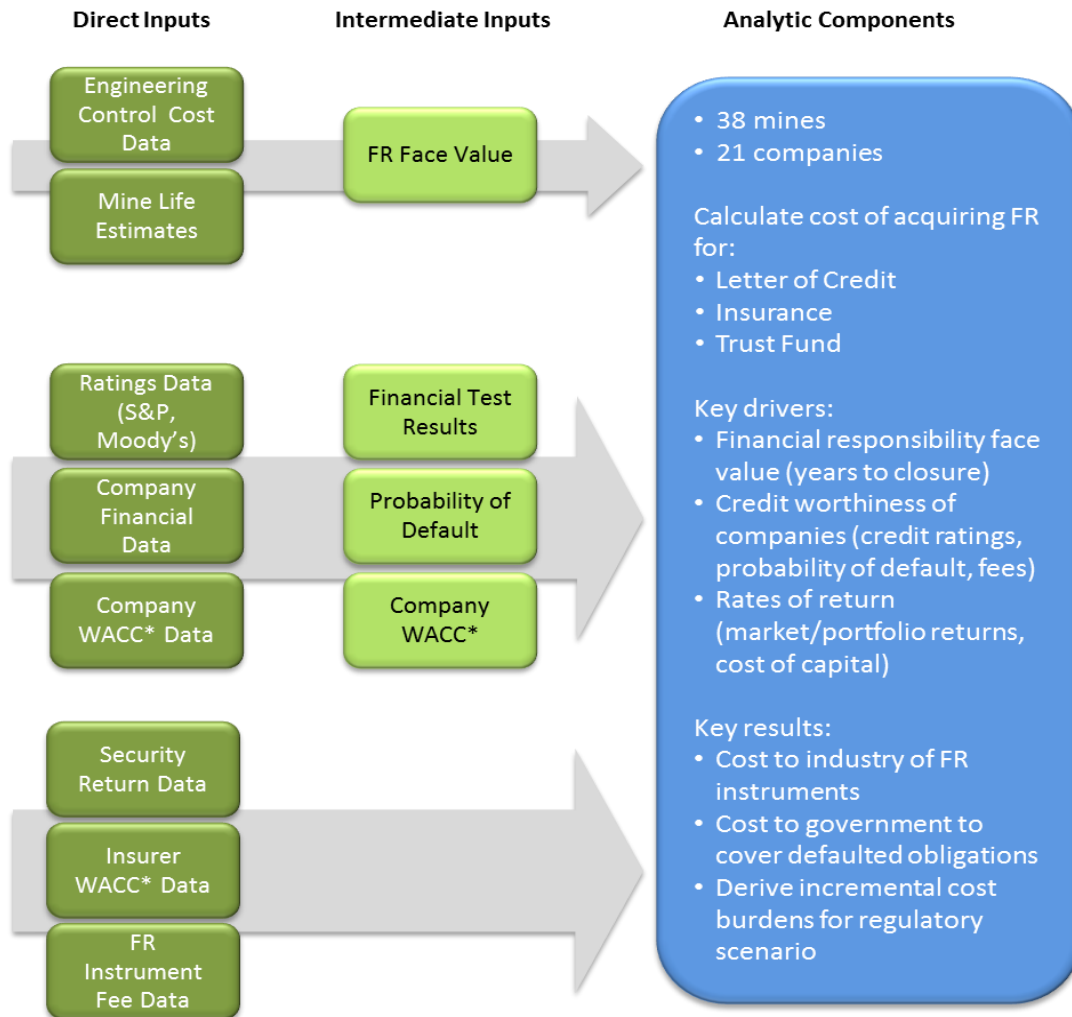 Direct Inputs
Intermediate Inputs
Analytic Components
Engineering
Control Cost
Data
Mine Life
Estimates
FR Face Value
Ratings Data
(S&P,
Moody's)
Company
Financial
Data
Company
WACC* Data
Financial Test
Results
Probability of
Default
Company
WACC*
Security
Return Data
Insurer
WACC* Data
FR
Instrument
Fee Data
• 38 mines
• 21 companies
Calculate cost of acquiring FR
for:
• Letter of Credit
• Insurance
• Trust Fund
Key drivers:
• Financial responsibility face
value (years to closure)
• Credit worthiness of
companies (credit ratings,
probability of default, fees)
• Rates of return
(market/portfolio returns,
cost of capital)
Key results:
• Cost to industry of FR
instruments
• Cost to government to
cover defaulted obligations
• Derive incremental cost
burdens for regulatory
scenario